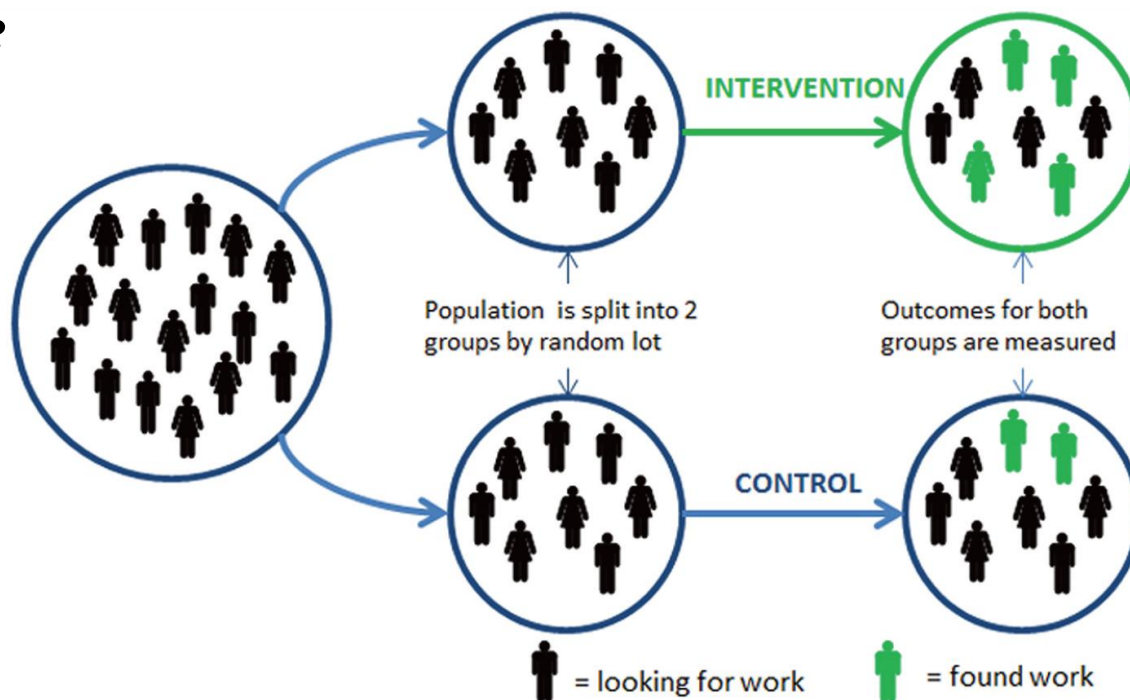 ?
INTERVENTION
Population is split into 2
groups by random lot
Outcomes for both
groups are measured
CONTROL
= looking for work
= found work